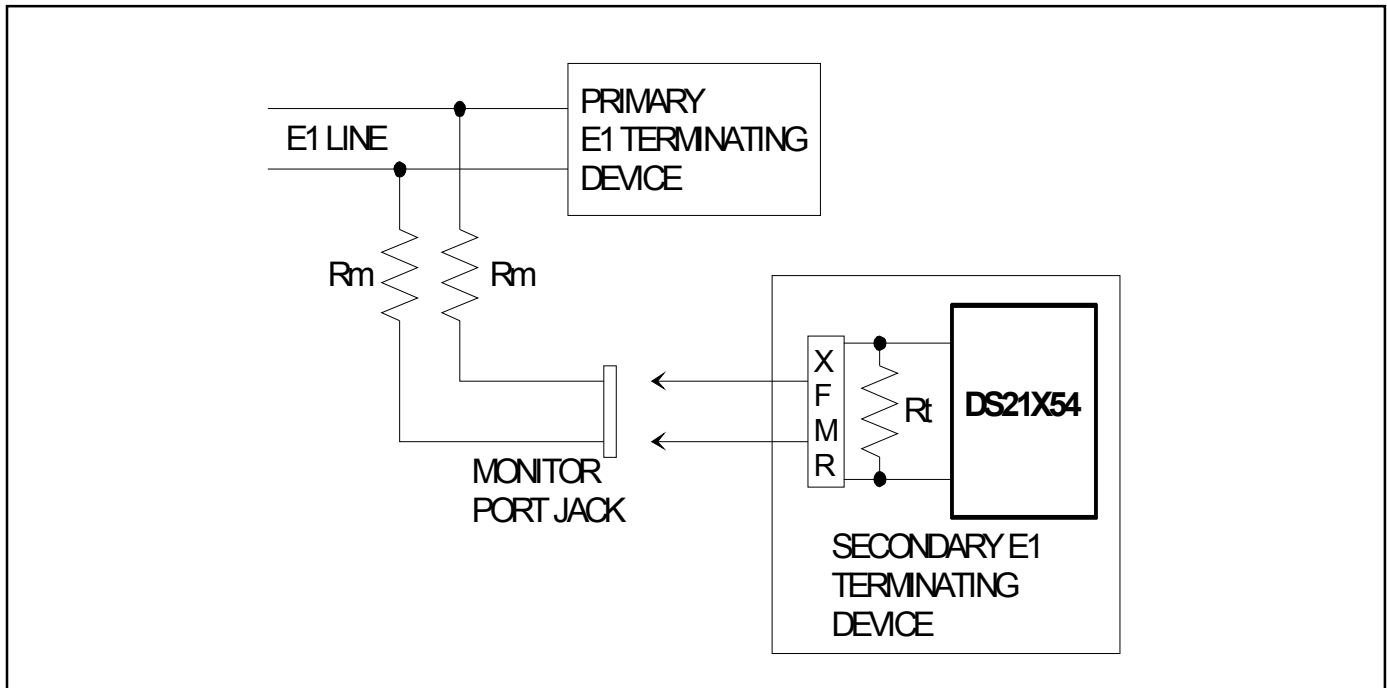 PRIMARY
E1 TERMINATING
DEVICE
E1 LINE
Rm
Rm
MONITOR
PORT JACK
X
F
M
R
Rt
DS21X54
SECONDARY E1
TERMINATING
DEVICE